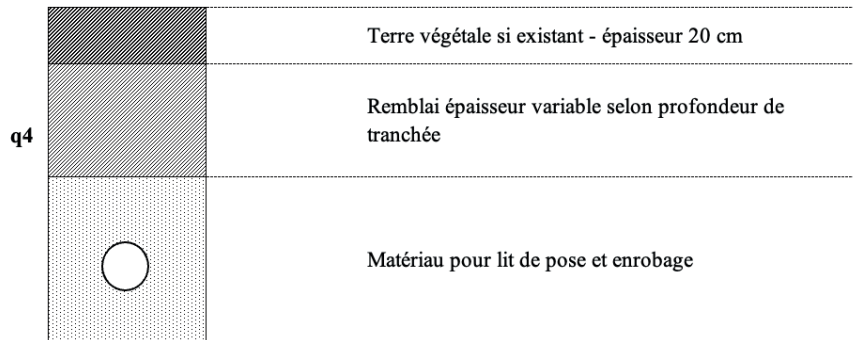 Terre végétale si existant - épaisseur 20 cm
Remblai épaisseur variable selon profondeur de
tranchée
q4
Matériau pour lit de pose et enrobage